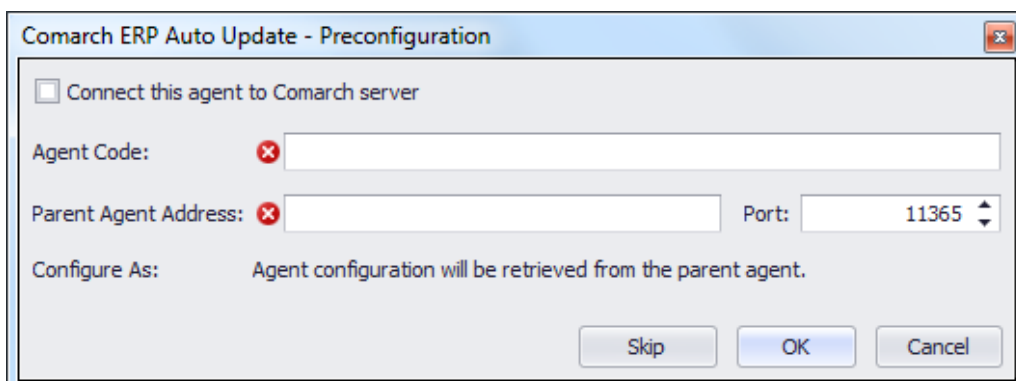 Comarch ERP Auto Update - Preconfiguration
Connect this agent to Comarch server
Agent Code:
Parent Agent Address: Port: 11365
Configure As: Agent configuration will be retrieved from the parent agent.
Skip OK Cancel